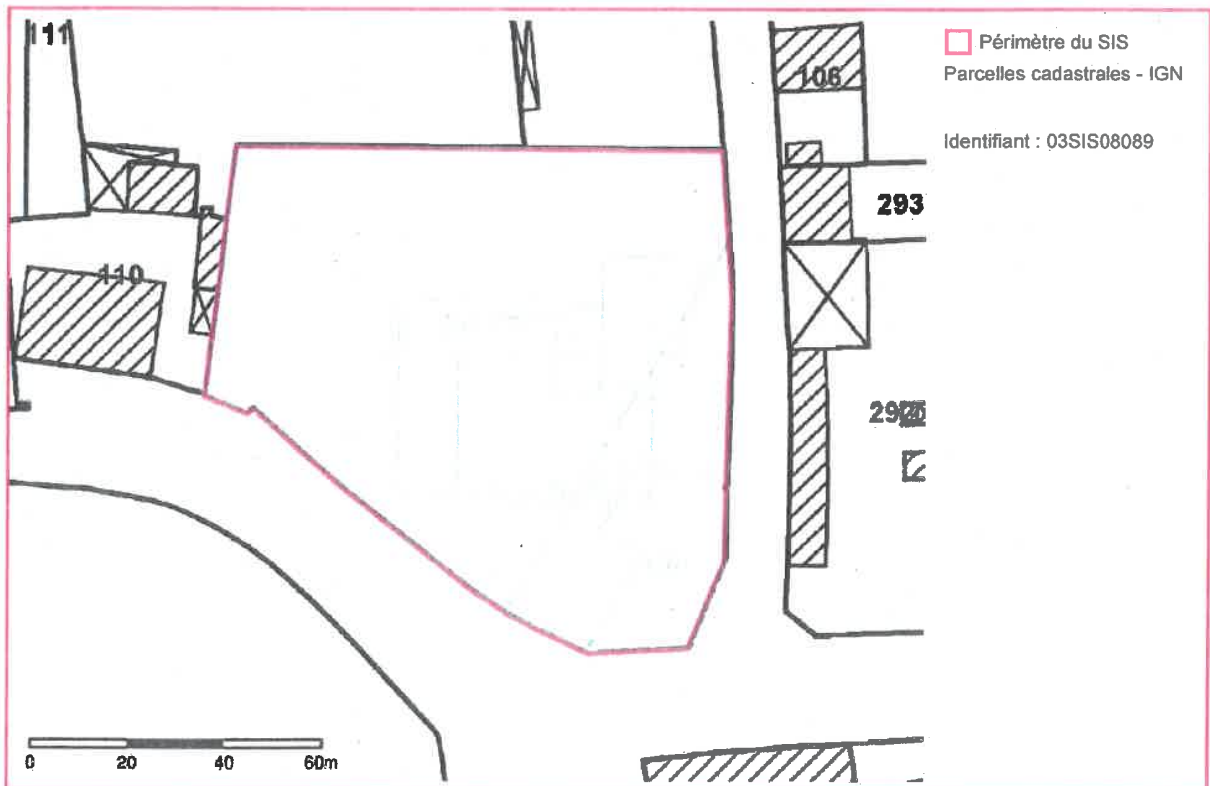 111
106
Périmètre du SIS
Parcelles cadastrales - IGN
Identifiant : 03SIS08089
293
110
0 20 40 60m